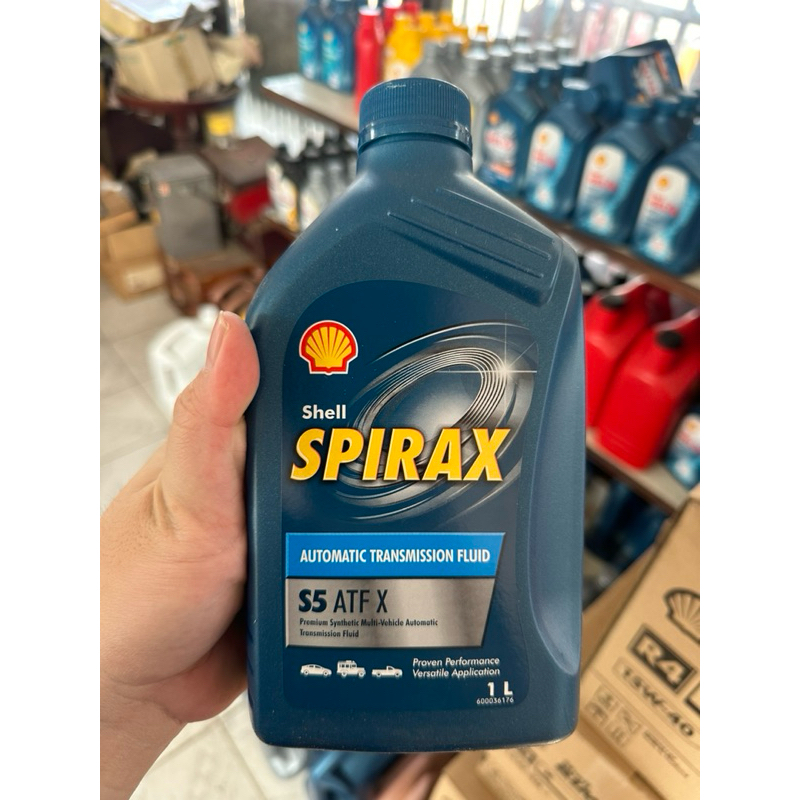 Shell
SPIRAX
AUTOMATIC TRANSMISSION FLUID
S5 ATF X
Premium Synthetic Multi-Vehicle Automatic
Transmission Fluid
Proven Performance
Versatile Application
1 L
600036176
R4
15W-40